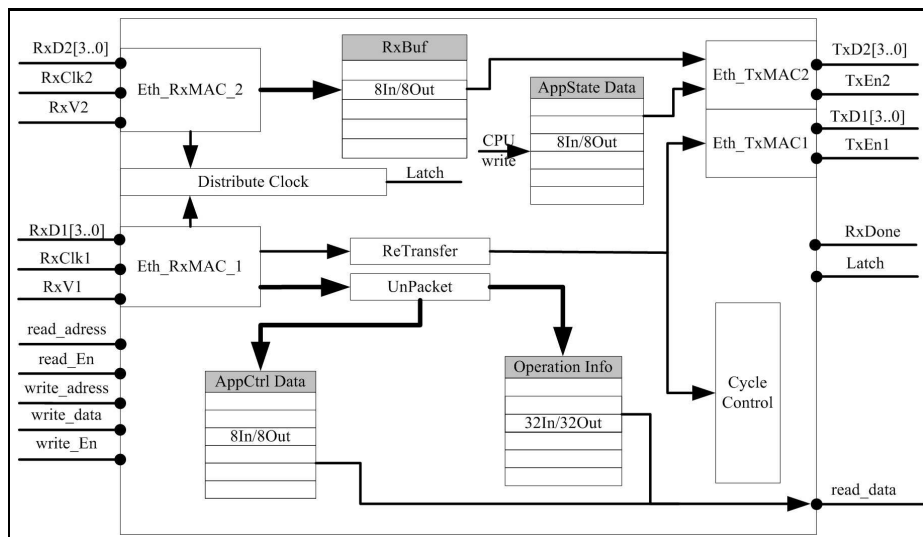 RxD2[3..0]
RxClk2
RxV2
Eth_RxMAC_2
RxBuf
8In/8Out
AppState Data
8In/8Out
CPU
write
Eth_TxMAC2
Eth_TxMAC1
TxD2[3..0]
TxEn2
TxD1[3..0]
TxEn1
Distribute Clock
Latch
RxD1[3..0]
RxClk1
RxV1
Eth_RxMAC_1
ReTransfer
UnPacket
RxDone
Latch
read_adress
read_En
write_adress
write_data
write_En
AppCtrl Data
8In/8Out
Operation Info
32In/32Out
Cycle
Control
read_data